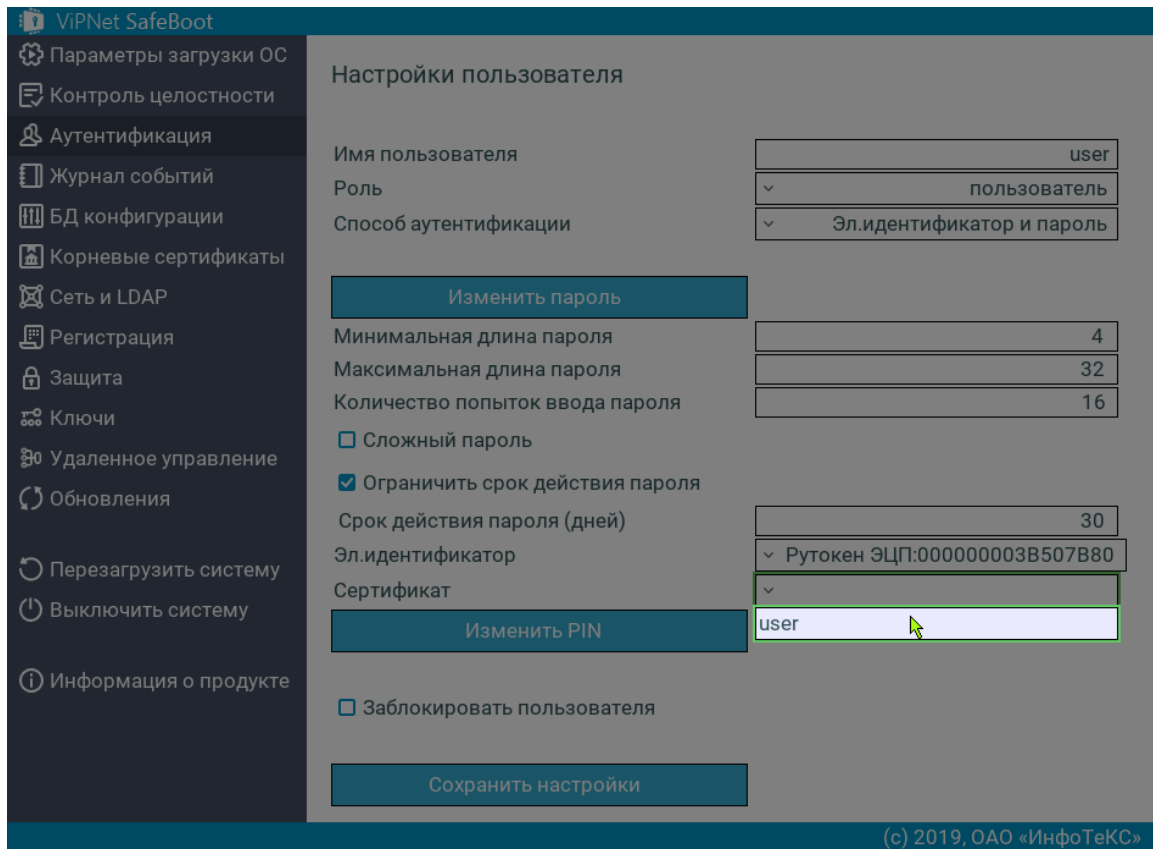 ViPNet SafeBoot
Параметры загрузки ОС
Контроль целостности
Аутентификация
Журнал событий
БД конфигурации
Корневые сертификаты
Сеть и LDAP
Регистрация
Защита
Ключи
Удаленное управление
Обновления
Перезагрузить систему
Выключить систему
Информация о продукте
Настройки пользователя
Имя пользователя user
Роль пользователь
Способ аутентификации Эл.идентификатор и пароль
Изменить пароль
Минимальная длина пароля 4
Максимальная длина пароля 32
Количество попыток ввода пароля 16
Сложный пароль
Ограничить срок действия пароля
Срок действия пароля (дней) 30
Эл.идентификатор Рутокен ЭЦП:000000003B507B80
Сертификат
Изменить PIN user
Заблокировать пользователя
Сохранить настройки
(c) 2019, ОАО «ИнфоТеКС»